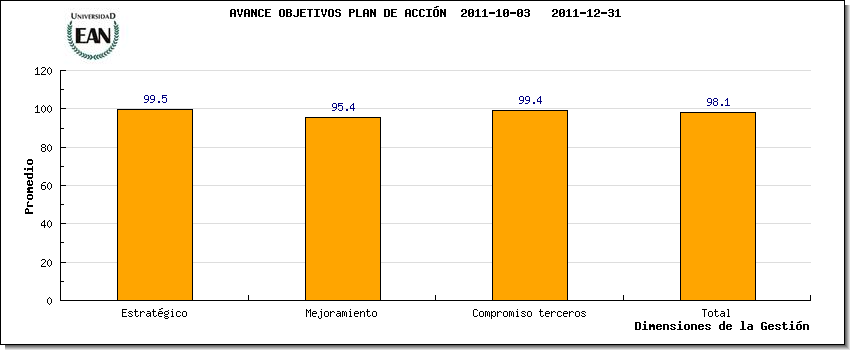 AVANCE OBJETIVOS PLAN DE ACCIÓN 2011-10-03 2011-12-31
UNIVERSIDAD
EAN
Promedio
120
100
80
60
40
20
0
99.5
95.4
99.4
98.1
Estratégico
Mejoramiento
Compromiso terceros
Total
Dimensiones de la Gestión